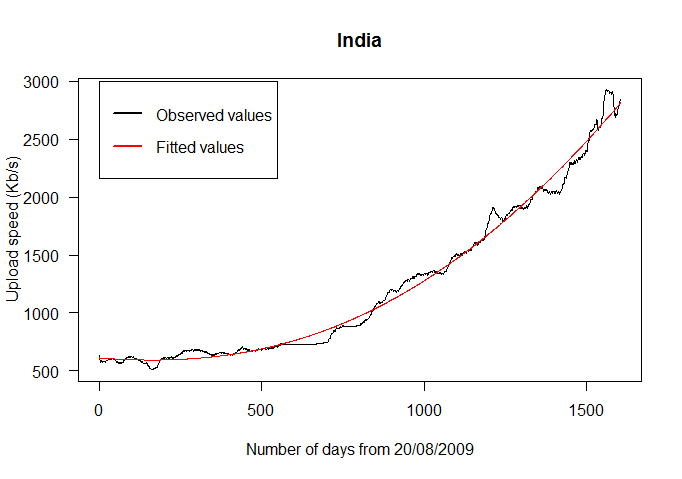 India
Upload speed (Kb/s)
3000
2500
2000
1500
1000
500
Observed values
Fitted values
0 500 1000 1500
Number of days from 20/08/2009